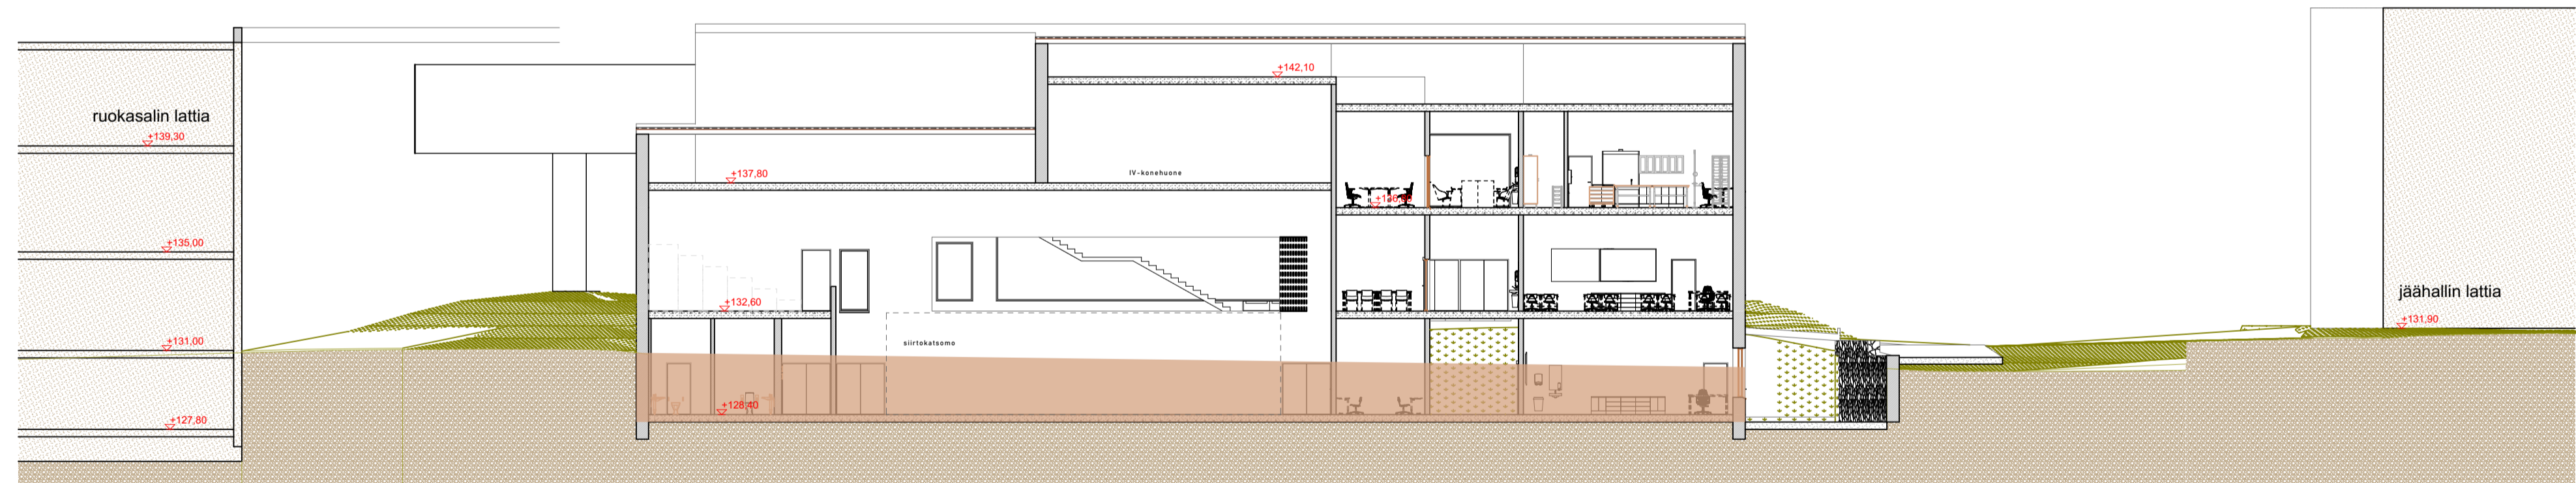 +142,10
ruokasalin lattia
+139,30
+137,80
IV-konehuone
+135,00
+132,60
jäähallin lattia
+131,90
+131,00
siirtokatsomo
+128,40
+127,80